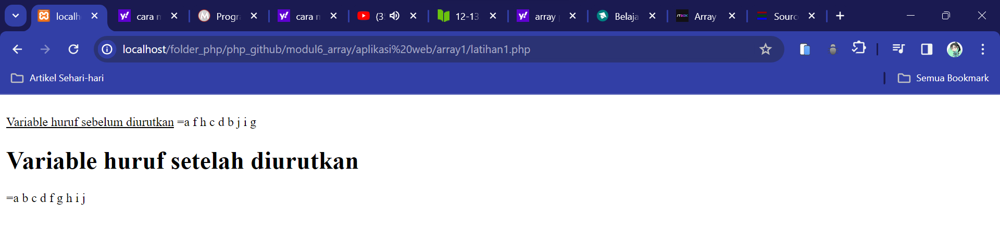 localh cara n Progra cara n (3 12-13 array Belaja Array Sourc
localhost/folder_php/php_github/modul6_array/aplikasi%20web/array1/latihan1.php
Artikel Sehari-hari Semua Bookmark
Variable huruf sebelum diurutkan =a f h c d b j i g
Variable huruf setelah diurutkan
=a b c d f g h i j